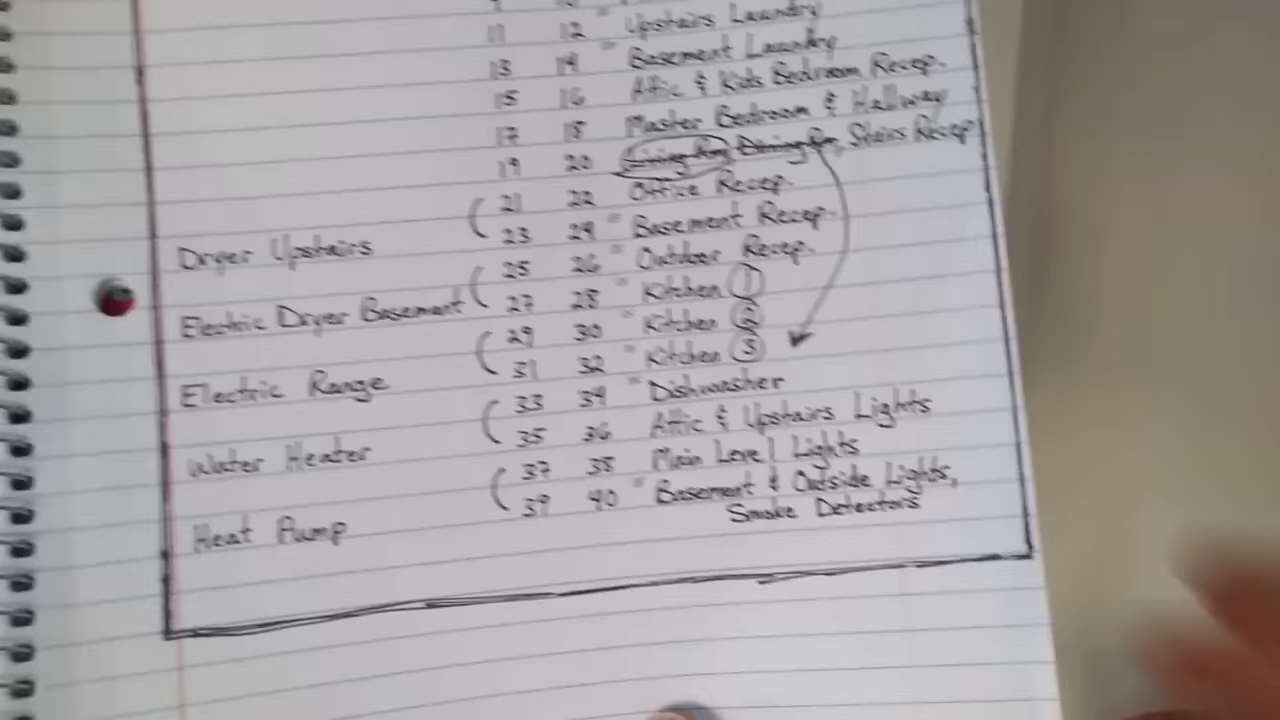 11 12 " Upstairs Laundry
13 14 " Basement Laundry
15 16 Attic & Kids Bedroom Recep.
17 18 Master Bedroom & Hallway
19 20 Living Rm, Dining Rm, Stairs Recep
21 22 Office Recep.
Dryer Upstairs 23 24 " Basement Recep.
25 26 " Outdoor Recep.
Electric Dryer Basement 27 28 " Kitchen 1
29 30 " Kitchen 2
Electric Range 31 32 " Kitchen 3
33 34 " Dishwasher
Water Heater 35 36 Attic & Upstairs Lights
37 38 Main Level Lights
Heat Pump 39 40 " Basement & Outside Lights,
Smoke Detectors